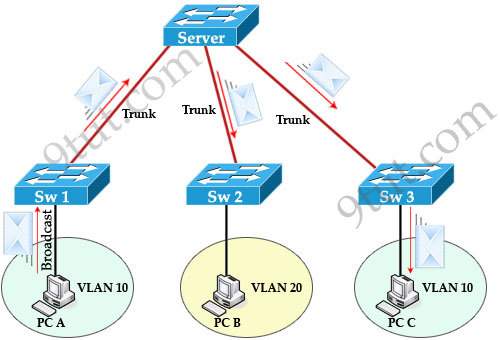 Server
Trunk
Trunk
Trunk
Sw 1
Sw 2
Sw 3
Broadcast
VLAN 10
VLAN 20
VLAN 10
PC A
PC B
PC C
9tut.com
9tut.com